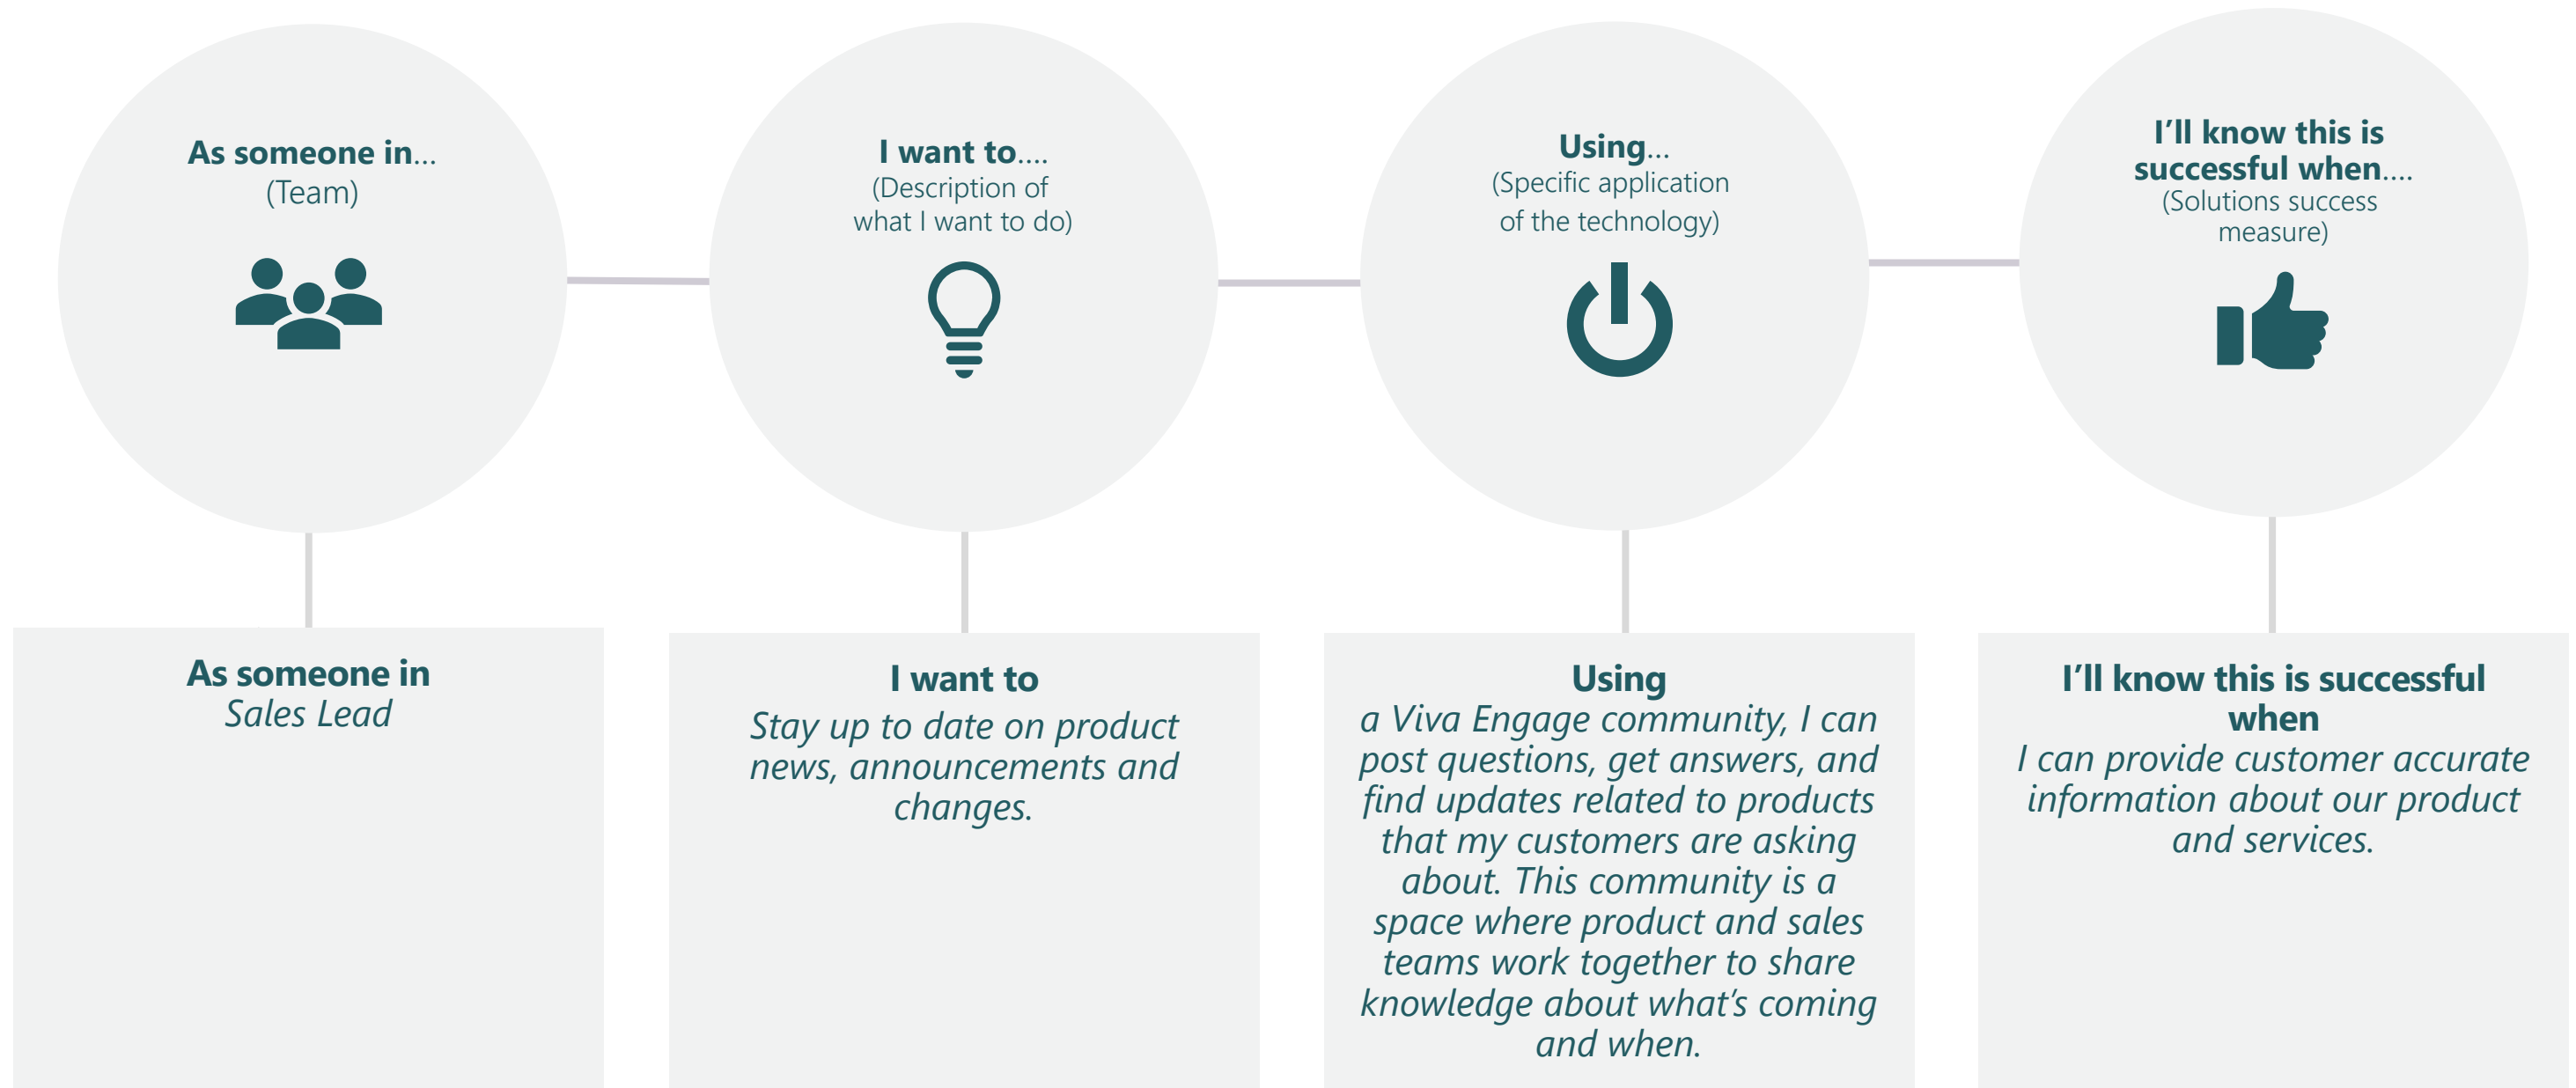 As someone in...
(Team)
I want to....
(Description of
what I want to do)
Using...
(Specific application
of the technology)
I’ll know this is
successful when....
(Solutions success
measure)
As someone in
Sales Lead
I want to
Stay up to date on product
news, announcements and
changes.
Using
a Viva Engage community, I can
post questions, get answers, and
find updates related to products
that my customers are asking
about. This community is a
space where product and sales
teams work together to share
knowledge about what’s coming
and when.
I’ll know this is successful
when
I can provide customer accurate
information about our product
and services.